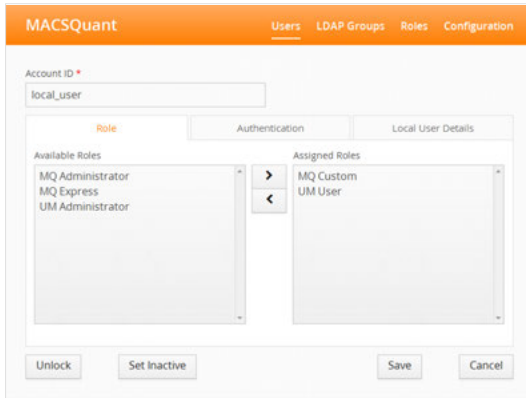 MACSQuant
Users LDAP Groups Roles Configuration
Account ID *
local_user
Role Authentication Local User Details
Available Roles
MQ Administrator
MQ Express
UM Administrator
Assigned Roles
MQ Custom
UM User
Unlock Set Inactive Save Cancel